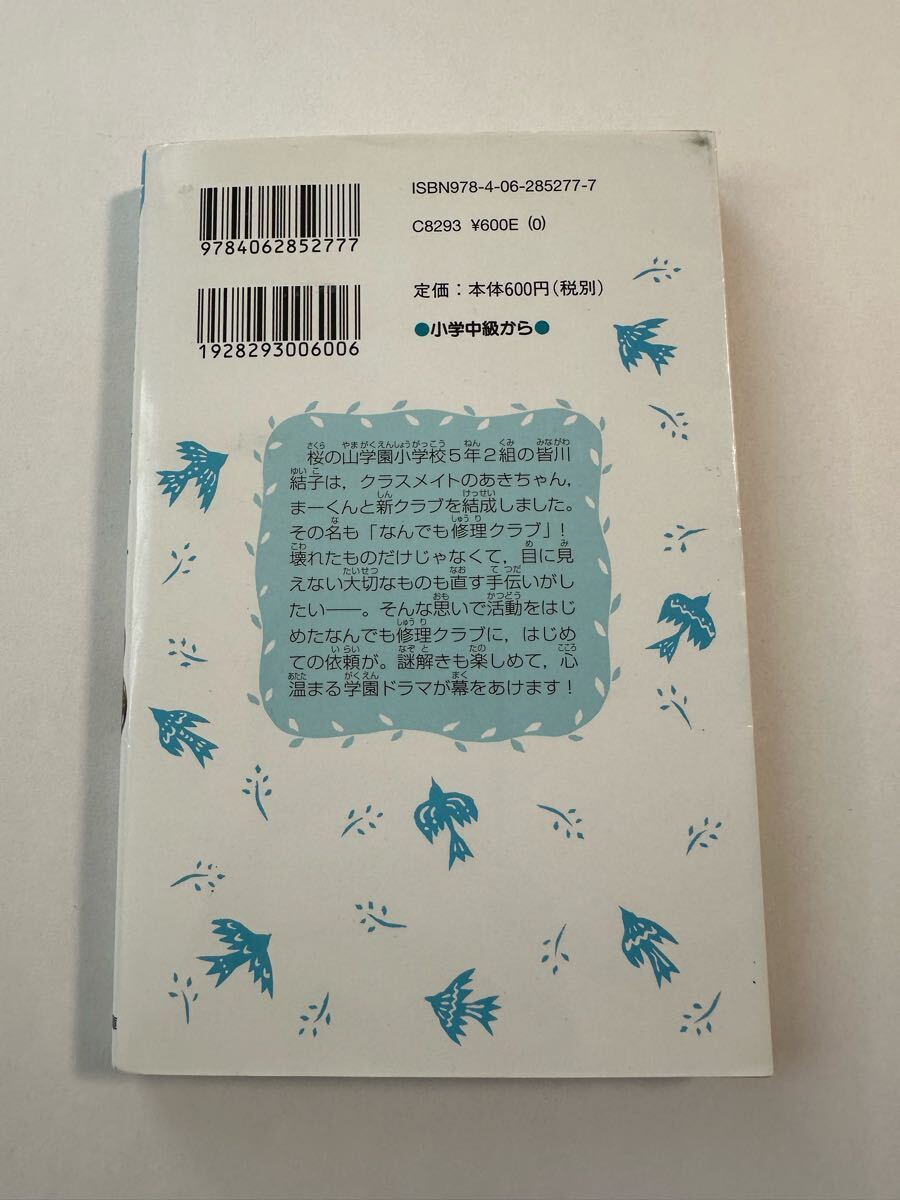 ISBN978-4-06-285277-7
9784062852777
C8293 ¥600E (0)
定価：本体600円(税別)
1928293006006
●小学中級から●
桜の山学園小学校5年2組の皆川
結子は，クラスメイトのあきちゃん，
まーくんと新クラブを結成しました。
その名も「なんでも修理クラブ」！
壊れたものだけじゃなくて，目に見
えない大切なものも直す手伝いがし
たい――。そんな思いで活動をはじ
めたなんでも修理クラブに，はじめ
ての依頼が。謎解きも楽しめて，心
温まる学園ドラマが幕をあけます！
庫